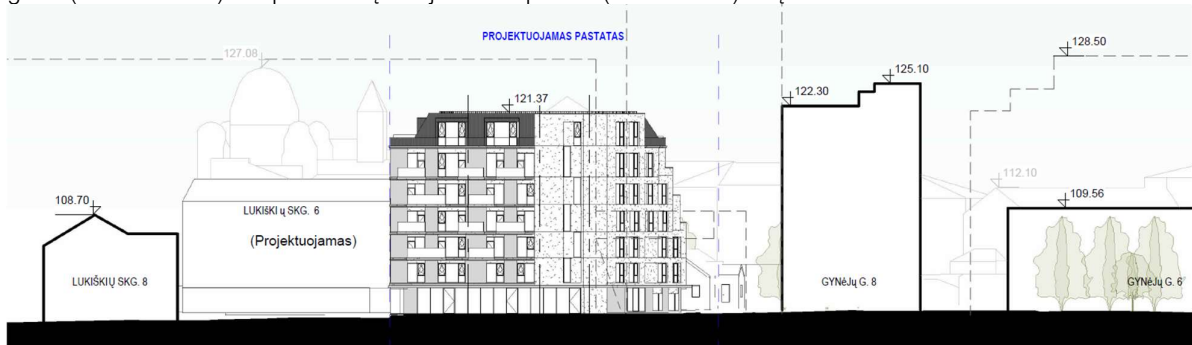 PROJEKTUOJAMAS PASTATAS
127.08
128.50
125.10
122.30
121.37
112.10
109.56
108.70
LUKIŠKIŲ SKG. 6
(Projektuojamas)
LUKIŠKIŲ SKG. 8
GYNėJų G. 8
GYNėJų G. 6